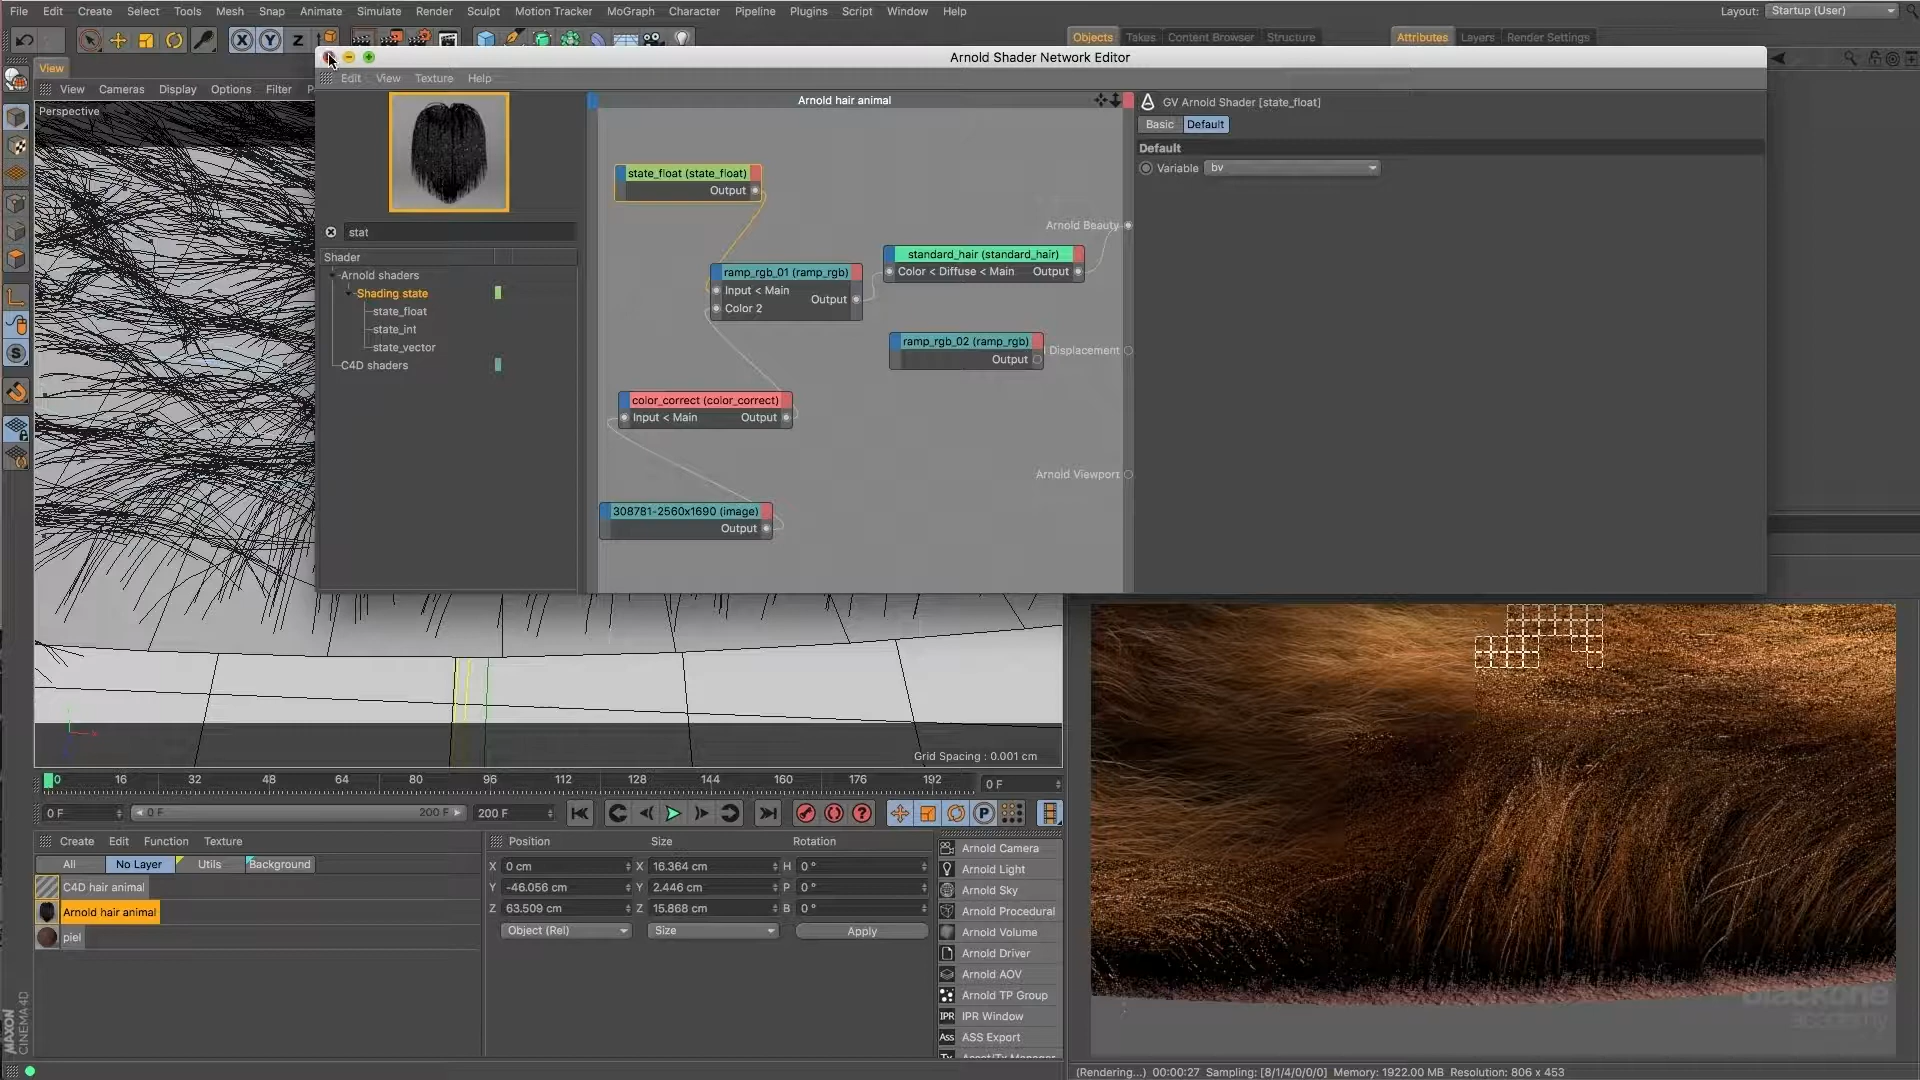 File Edit Create Select Tools Mesh Snap Animate Simulate Render Sculpt Motion Tracker MoGraph Character Pipeline Plugins Script Window Help
Layout: Startup (User)
X Y Z
Objects Takes Content Browser Structure
Attributes Layers Render Settings
Arnold Shader Network Editor
View
Edit View Texture Help
View Cameras Display Options Filter P
Perspective
Arnold hair animal
GV Arnold Shader [state_float]
Basic Default
Default
Variable bv
state_float (state_float)
Output
stat
Shader
Arnold shaders
Shading state
state_float
state_int
state_vector
C4D shaders
Arnold Beauty
standard_hair (standard_hair)
Color < Diffuse < Main Output
ramp_rgb_01 (ramp_rgb)
Input < Main
Output
Color 2
ramp_rgb_02 (ramp_rgb)
Output
Displacement
color_correct (color_correct)
Input < Main Output
Arnold Viewport
308781-2560x1690 (image)
Output
Grid Spacing : 0.001 cm
0 16 32 48 64 80 96 112 128 144 160 176 192 0 F
0 F 0 F 200 F 200 F
Create Edit Function Texture
All No Layer Utils Background
C4D hair animal
Arnold hair animal
piel
Position Size Rotation
X 0 cm X 16.364 cm H 0 °
Y -46.056 cm Y 2.446 cm P 0 °
Z 63.509 cm Z 15.868 cm B 0 °
Object (Rel) Size Apply
Arnold Camera
Arnold Light
Arnold Sky
Arnold Procedural
Arnold Volume
Arnold Driver
Arnold AOV
Arnold TP Group
IPR IPR Window
Ass ASS Export
MAXON
CINEMA 4D
blackone
academy
(Rendering...) 00:00:27 Sampling: [8/1/4/0/0/0] Memory: 1922.00 MB Resolution: 806 x 453